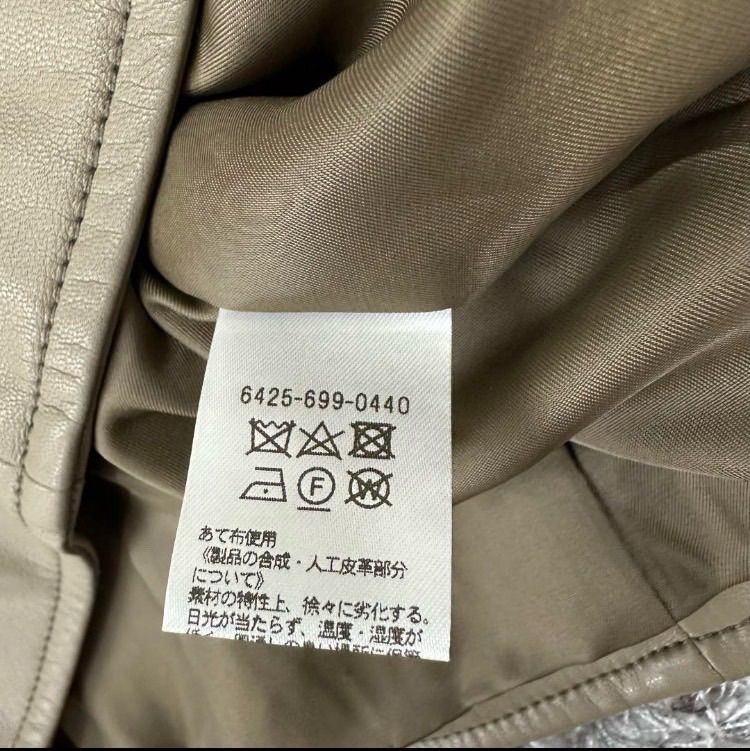 6425-699-0440
F W
あて布使用
《製品の合成・人工皮革部分
について》
素材の特性上、徐々に劣化する。
日光が当たらず、温度・湿度が